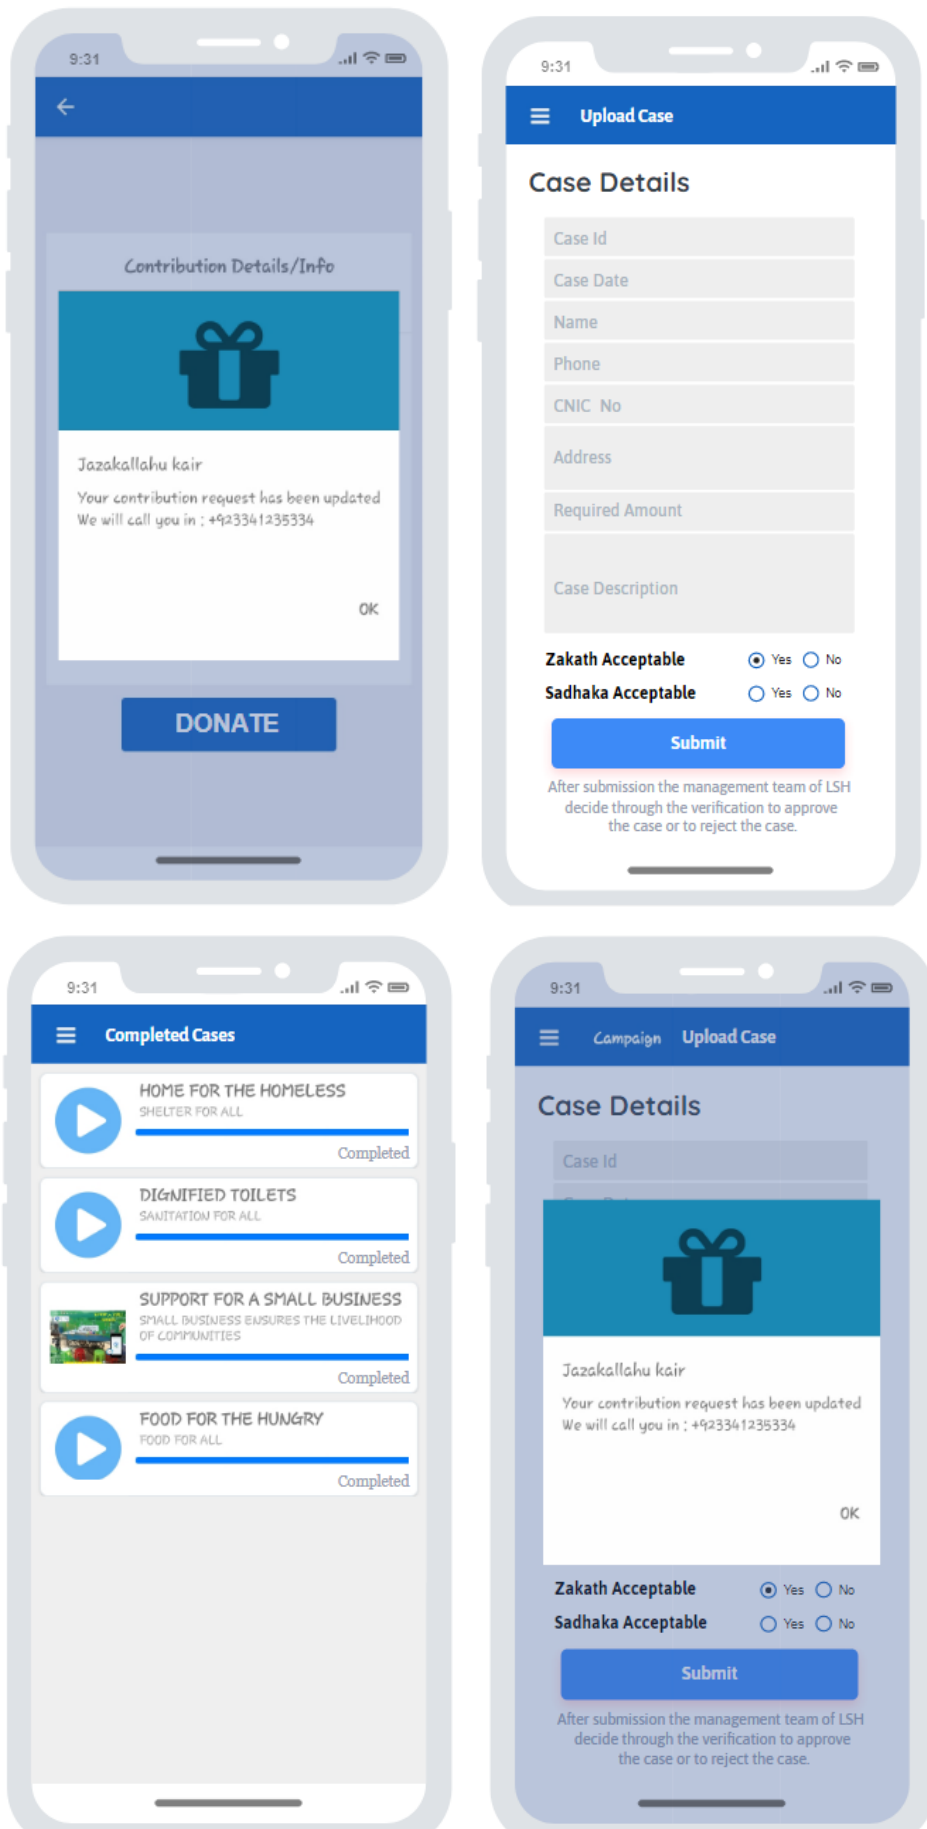 9:31
Contribution Details/Info
Jazakallahu kair
Your contribution request has been updated
We will call you in : +923341235334
OK
DONATE
9:31
Upload Case
Case Details
Case Id
Case Date
Name
Phone
CNIC No
Address
Required Amount
Case Description
Zakath Acceptable Yes No
Sadhaka Acceptable Yes No
Submit
After submission the management team of LSH
decide through the verification to approve
the case or to reject the case.
9:31
Completed Cases
HOME FOR THE HOMELESS
SHELTER FOR ALL
Completed
DIGNIFIED TOILETS
SANITATION FOR ALL
Completed
SUPPORT FOR A SMALL BUSINESS
SMALL BUSINESS ENSURES THE LIVELIHOOD
OF COMMUNITIES
Completed
FOOD FOR THE HUNGRY
FOOD FOR ALL
Completed
9:31
Campaign Upload Case
Case Details
Case Id
Jazakallahu kair
Your contribution request has been updated
We will call you in : +923341235334
OK
Zakath Acceptable Yes No
Sadhaka Acceptable Yes No
Submit
After submission the management team of LSH
decide through the verification to approve
the case or to reject the case.